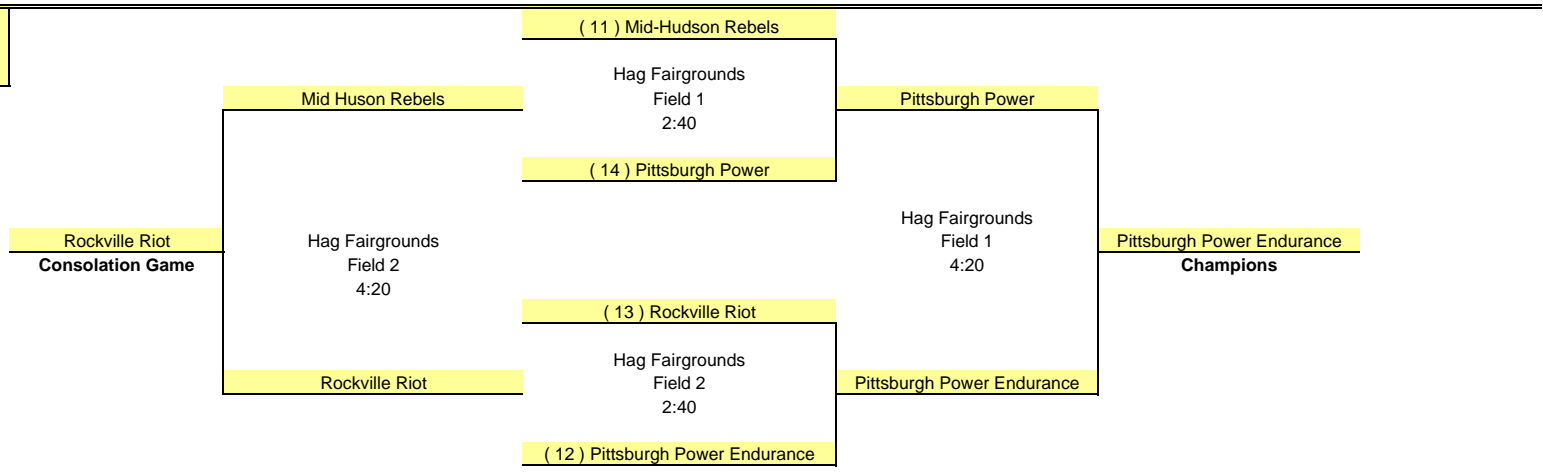 ( 11 ) Mid-Hudson Rebels
Hag Fairgrounds
Mid Huson Rebels
Field 1
Pittsburgh Power
2:40
( 14 ) Pittsburgh Power
Hag Fairgrounds
Rockville Riot
Hag Fairgrounds
Field 1
Pittsburgh Power Endurance
Consolation Game
Field 2
4:20
Champions
4:20
( 13 ) Rockville Riot
Hag Fairgrounds
Rockville Riot
Field 2
Pittsburgh Power Endurance
2:40
( 12 ) Pittsburgh Power Endurance